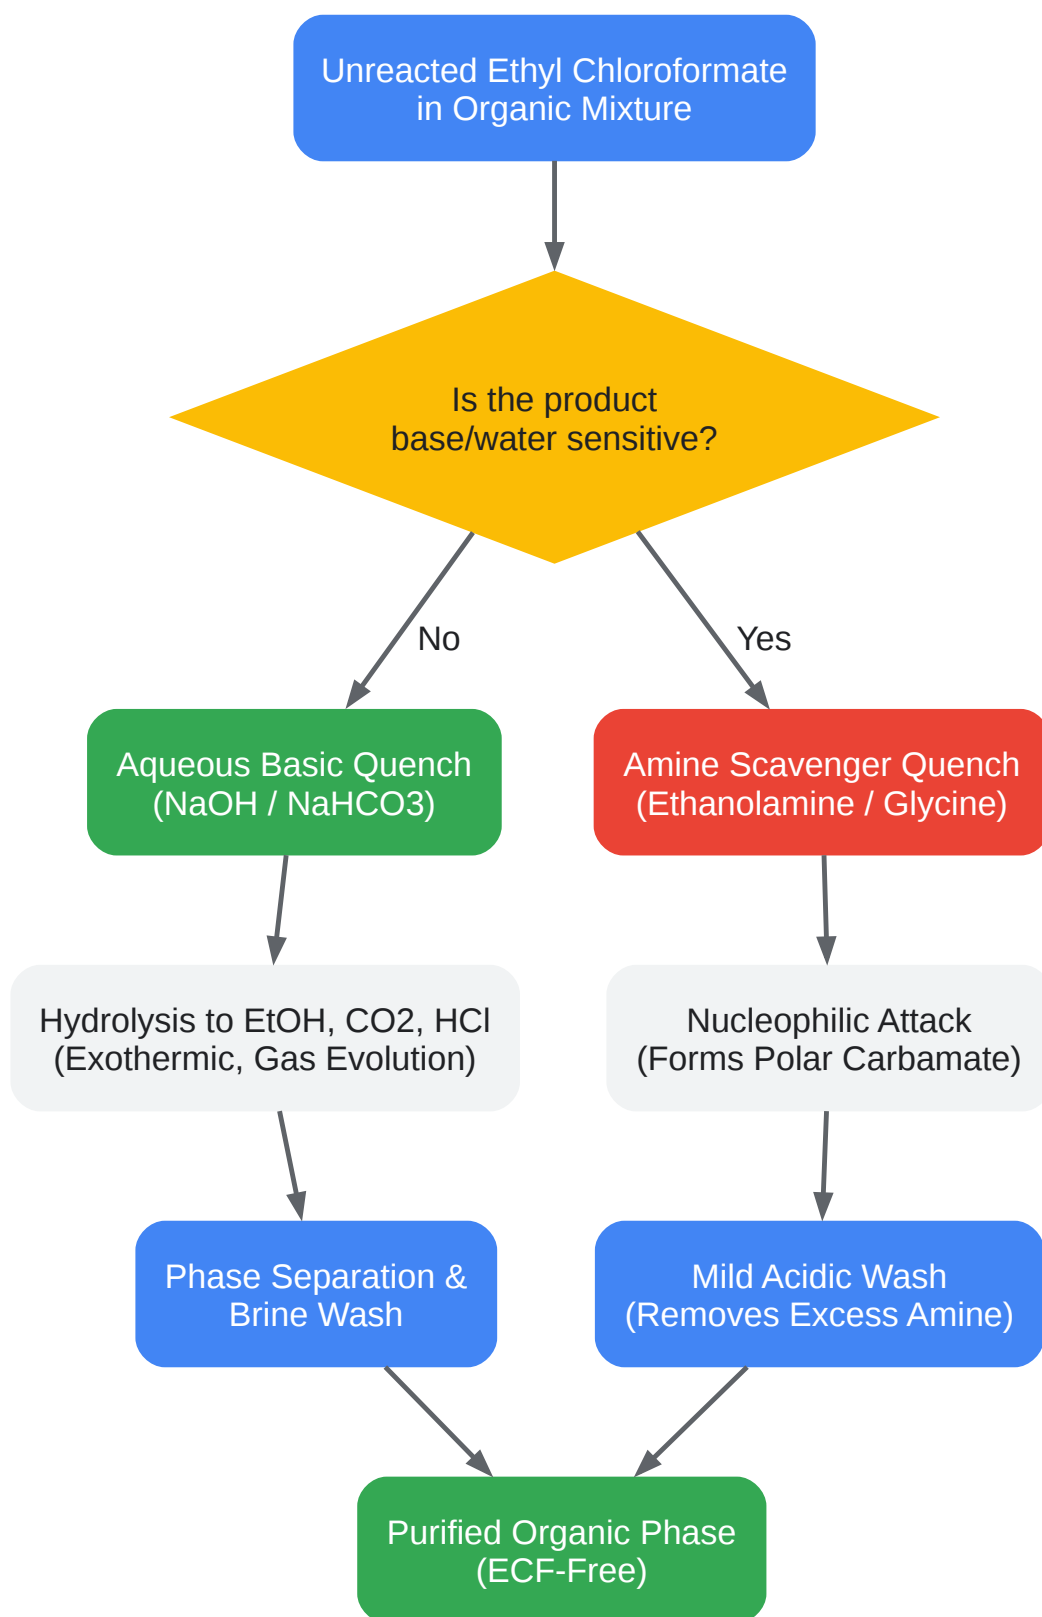 Unreacted Ethyl Chloroformate
in Organic Mixture
Is the product
base/water sensitive?
No
Yes
Aqueous Basic Quench
(NaOH / NaHCO3)
Amine Scavenger Quench
(Ethanolamine / Glycine)
Hydrolysis to EtOH, CO2, HCl
(Exothermic, Gas Evolution)
Nucleophilic Attack
(Forms Polar Carbamate)
Phase Separation &
Brine Wash
Mild Acidic Wash
(Removes Excess Amine)
Purified Organic Phase
(ECF-Free)